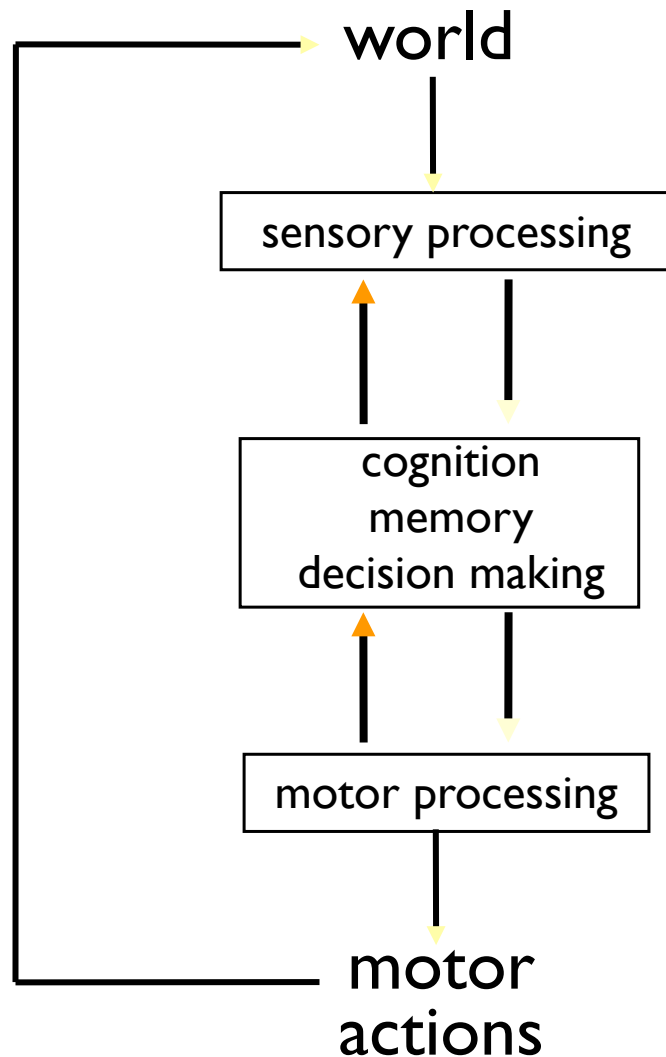 world
sensory processing
cognition
memory
decision making
motor processing
motor
actions